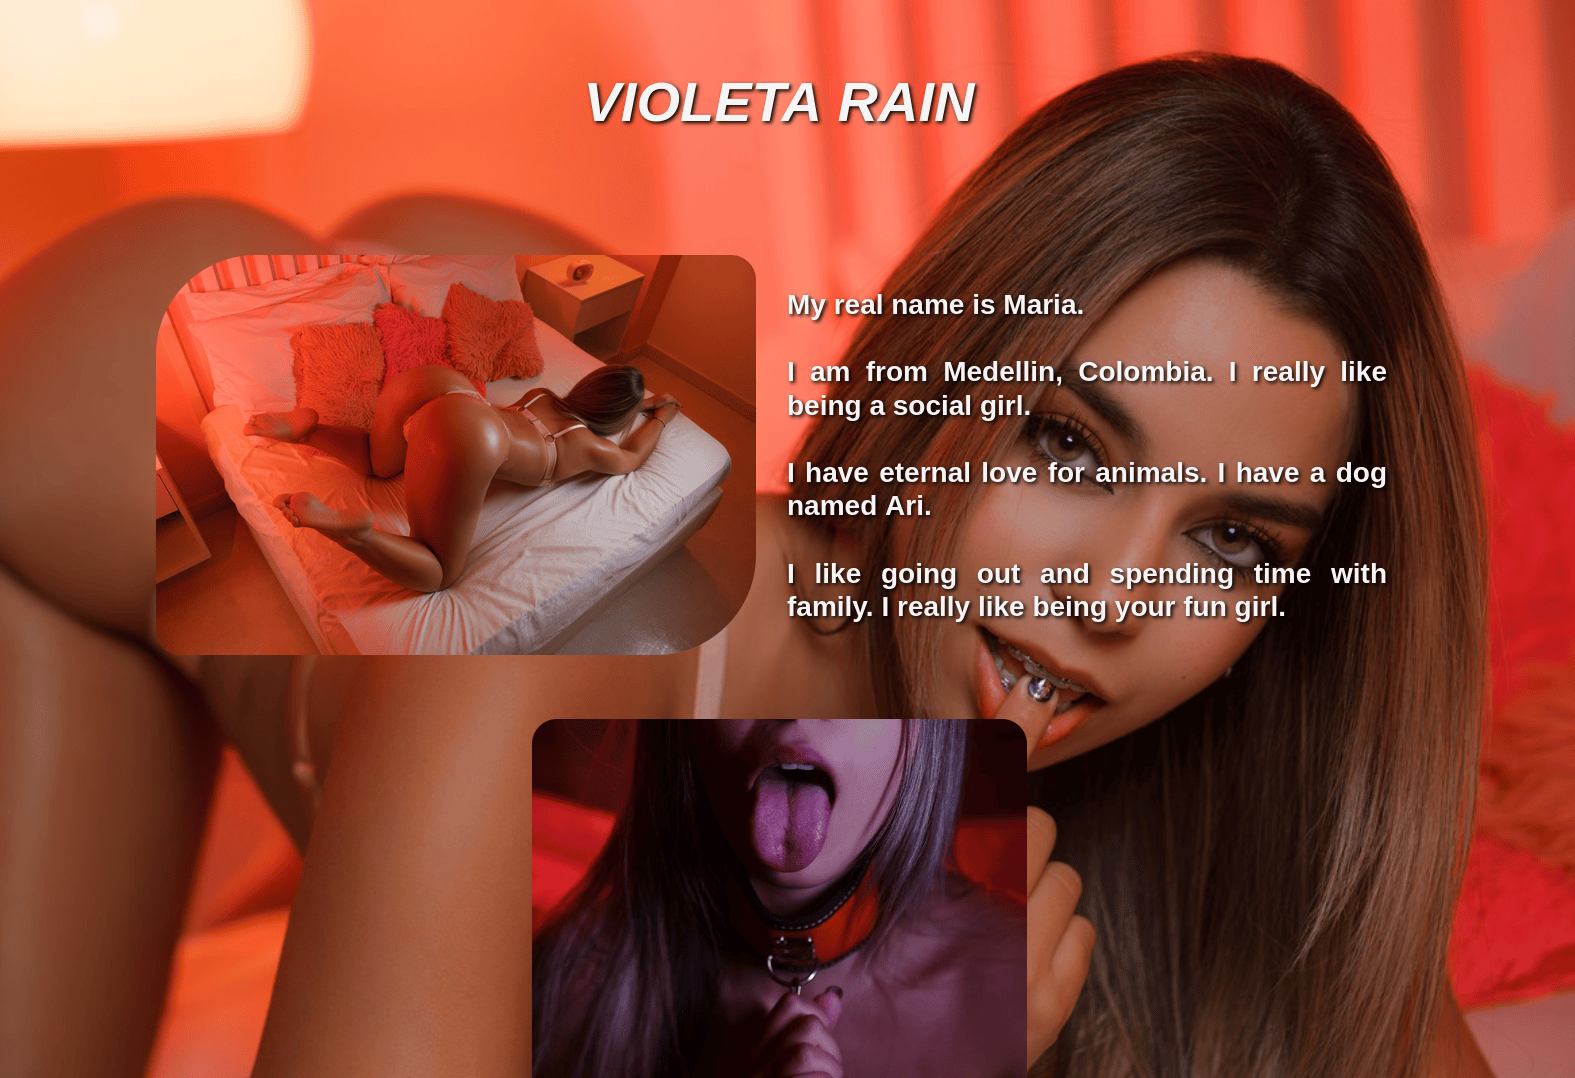 VIOLETA RAIN
My real name is Maria.
I am from Medellin, Colombia. I really like
being a social girl.
I have eternal love for animals. I have a dog
named Ari.
I like going out and spending time with
family. I really like being your fun girl.